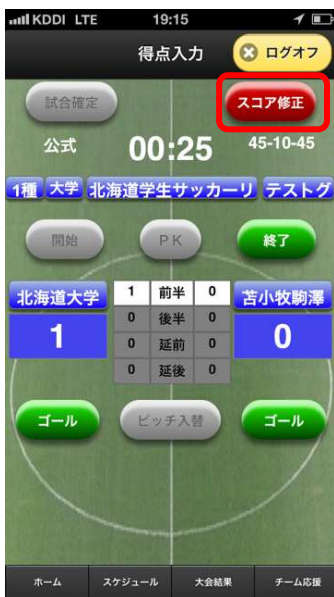 KDDI LTE 19:15
得点入力
ログオフ
試合確定
スコア修正
公式 00:25 45-10-45
1種 大学 北海道学生サッカーリ テストグ
開始 PK 終了
北海道大学 1 前半 0 苫小牧駒澤
1 0 後半 0 0
0 延前 0
0 延後 0
ゴール ピッチ入替 ゴール
ホーム スケジュール 大会結果 チーム応援